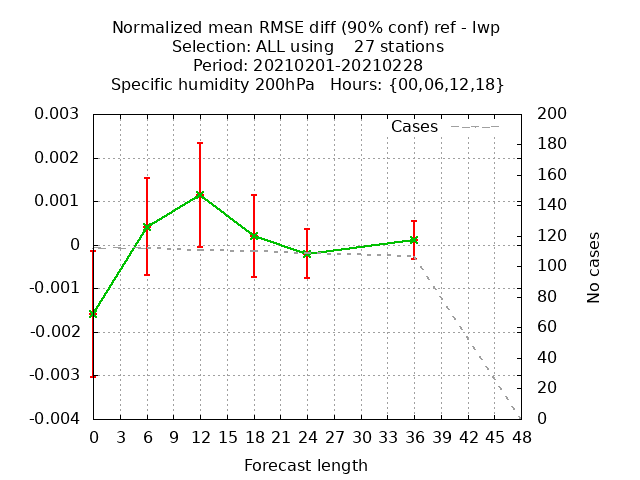 Normalized mean RMSE diff (90% conf) ref - lwp
Selection: ALL using    27 stations
Period: 20210201-20210228
Specific humidity 200hPa   Hours: {00,06,12,18}
Cases
0.003
0.002
0.001
0
-0.001
-0.002
-0.003
-0.004
200
180
160
140
120
100
80
60
40
20
0
No cases
0 3 6 9 12 15 18 21 24 27 30 33 36 39 42 45 48
Forecast length